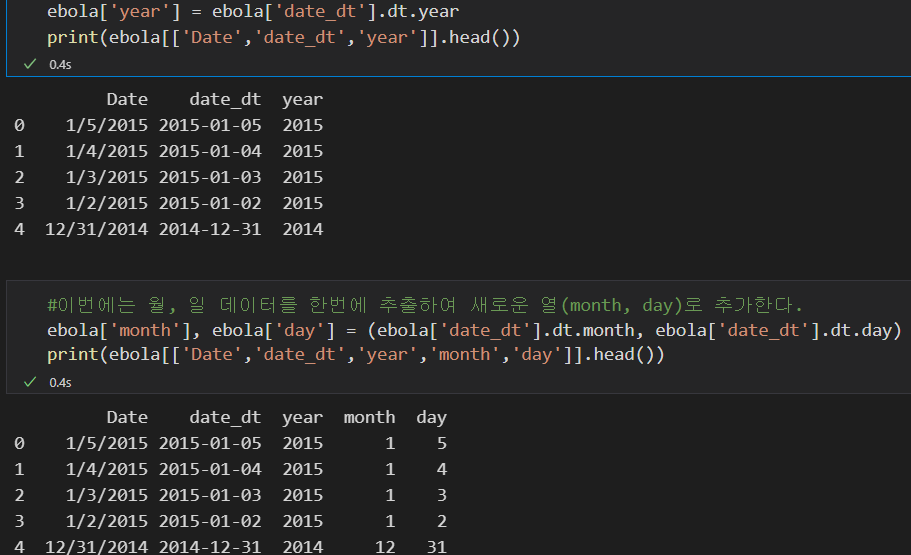 ebola['year'] = ebola['date_dt'].dt.year
print(ebola[['Date','date_dt','year']].head())
✓ 0.4s
Date date_dt year
0 1/5/2015 2015-01-05 2015
1 1/4/2015 2015-01-04 2015
2 1/3/2015 2015-01-03 2015
3 1/2/2015 2015-01-02 2015
4 12/31/2014 2014-12-31 2014
#이번에는 월, 일 데이터를 한번에 추출하여 새로운 열(month, day)로 추가한다.
ebola['month'], ebola['day'] = (ebola['date_dt'].dt.month, ebola['date_dt'].dt.day)
print(ebola[['Date','date_dt','year','month','day']].head())
✓ 0.4s
Date date_dt year month day
0 1/5/2015 2015-01-05 2015 1 5
1 1/4/2015 2015-01-04 2015 1 4
2 1/3/2015 2015-01-03 2015 1 3
3 1/2/2015 2015-01-02 2015 1 2
4 12/31/2014 2014-12-31 2014 12 31